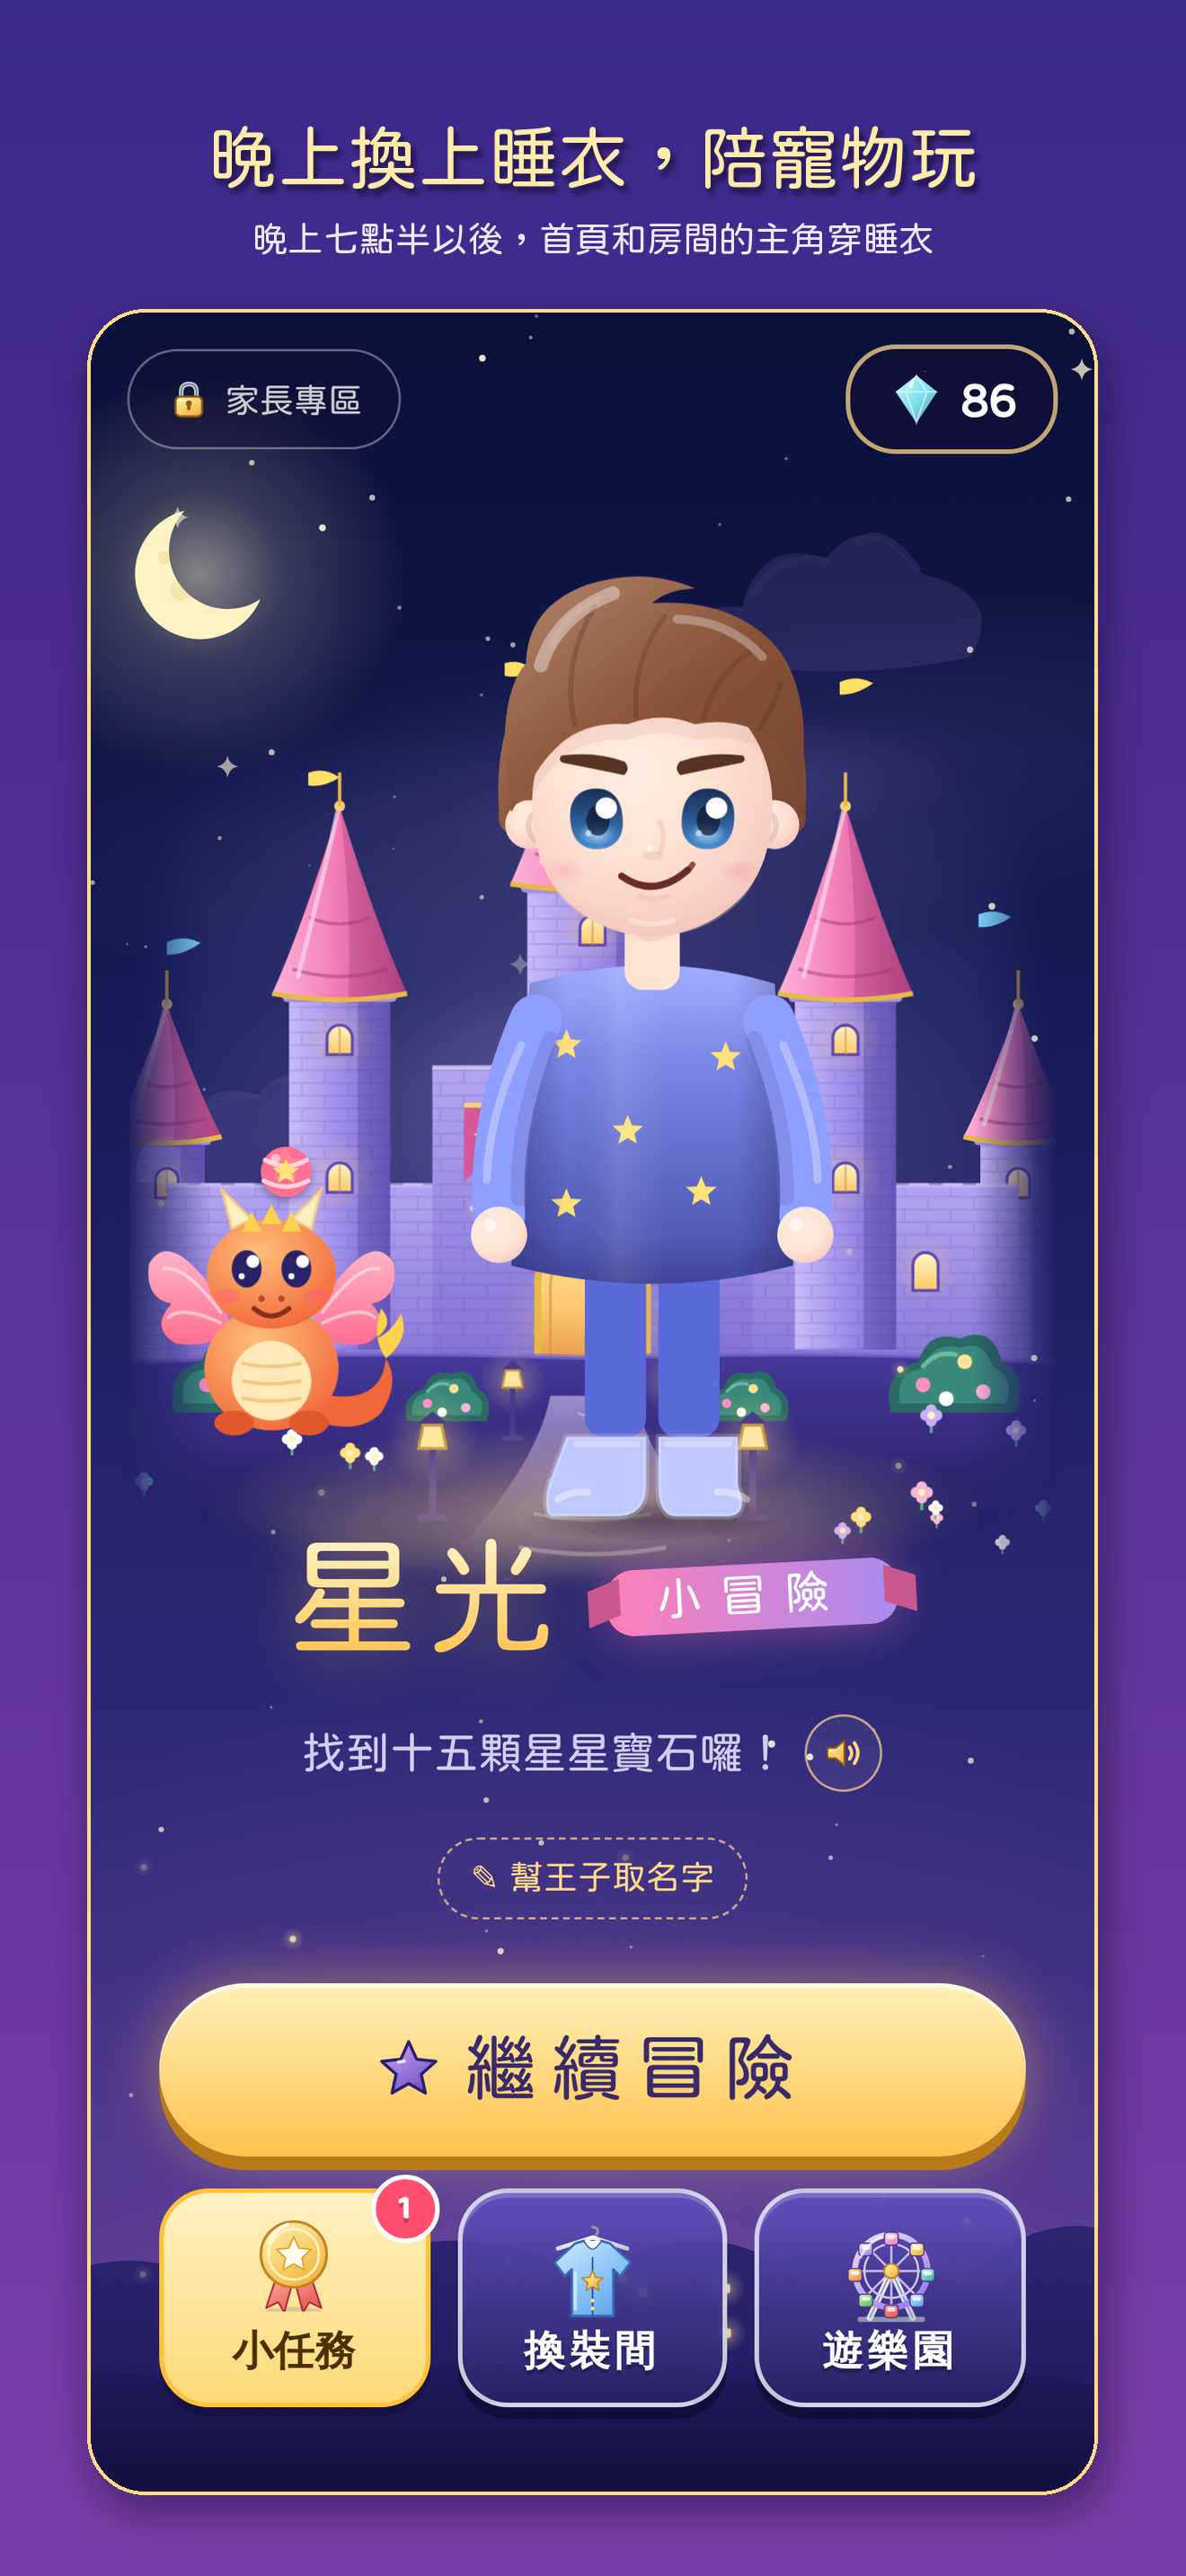 晚上換上睡衣，陪寵物玩
晚上七點半以後，首頁和房間的主角穿睡衣
家長專區
86
星光
小冒險
找到十五顆星星寶石囉！
✎ 幫王子取名字
繼續冒險
1
小任務
換裝間
遊樂園